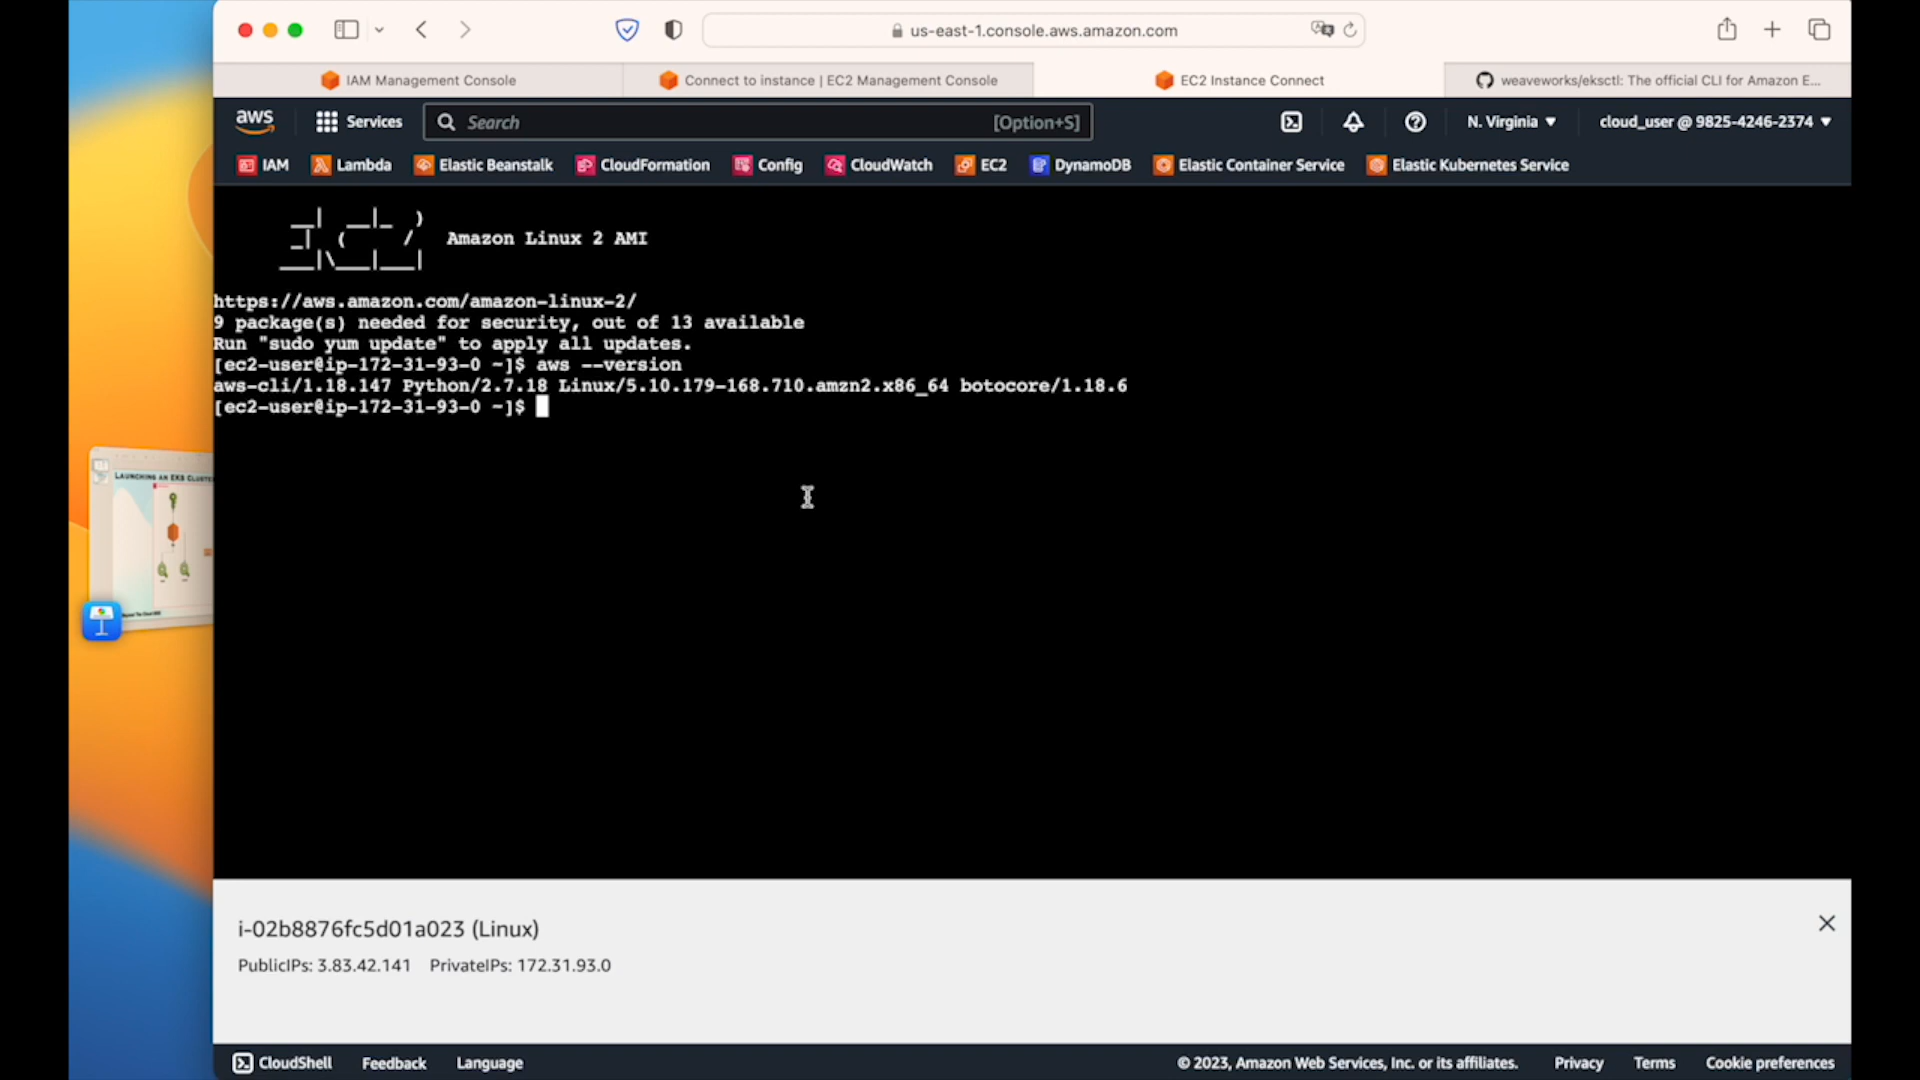 us-east-1.console.aws.amazon.com
IAM Management Console
Connect to instance | EC2 Management Console
EC2 Instance Connect
weaveworks/eksctl: The official CLI for Amazon E...
aws
Services
Search
[Option+S]
N. Virginia
cloud_user @ 9825-4246-2374
IAM
Lambda
Elastic Beanstalk
CloudFormation
Config
CloudWatch
EC2
DynamoDB
Elastic Container Service
Elastic Kubernetes Service
Amazon Linux 2 AMI
https://aws.amazon.com/amazon-linux-2/
9 package(s) needed for security, out of 13 available
Run "sudo yum update" to apply all updates.
[ec2-user@ip-172-31-93-0 ~]$ aws --version
aws-cli/1.18.147 Python/2.7.18 Linux/5.10.179-168.710.amzn2.x86_64 botocore/1.18.6
[ec2-user@ip-172-31-93-0 ~]$
LAUNCHING AN EKS CLUSTER
i-02b8876fc5d01a023 (Linux)
PublicIPs: 3.83.42.141 PrivateIPs: 172.31.93.0
CloudShell
Feedback
Language
© 2023, Amazon Web Services, Inc. or its affiliates.
Privacy
Terms
Cookie preferences